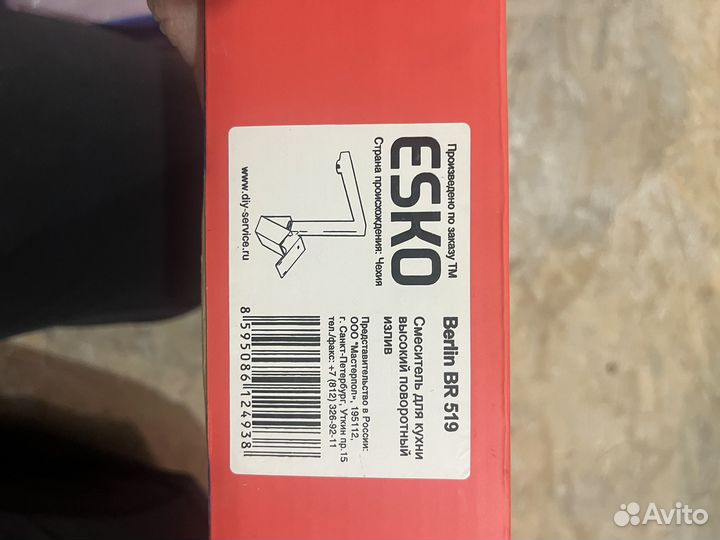 Произведено по заказу ТМ
ESKO
Страна происхождения: Чехия
www.diy-service.ru
Berlin BR 519
Смеситель для кухни
высокий поворотный
излив
Представительство в России:
ООО "Мастерпол", 195112,
г. Санкт-Петербург, Уткин пр.15
тел./факс: +7 (812) 326-92-11
8 595086 124938
Avito